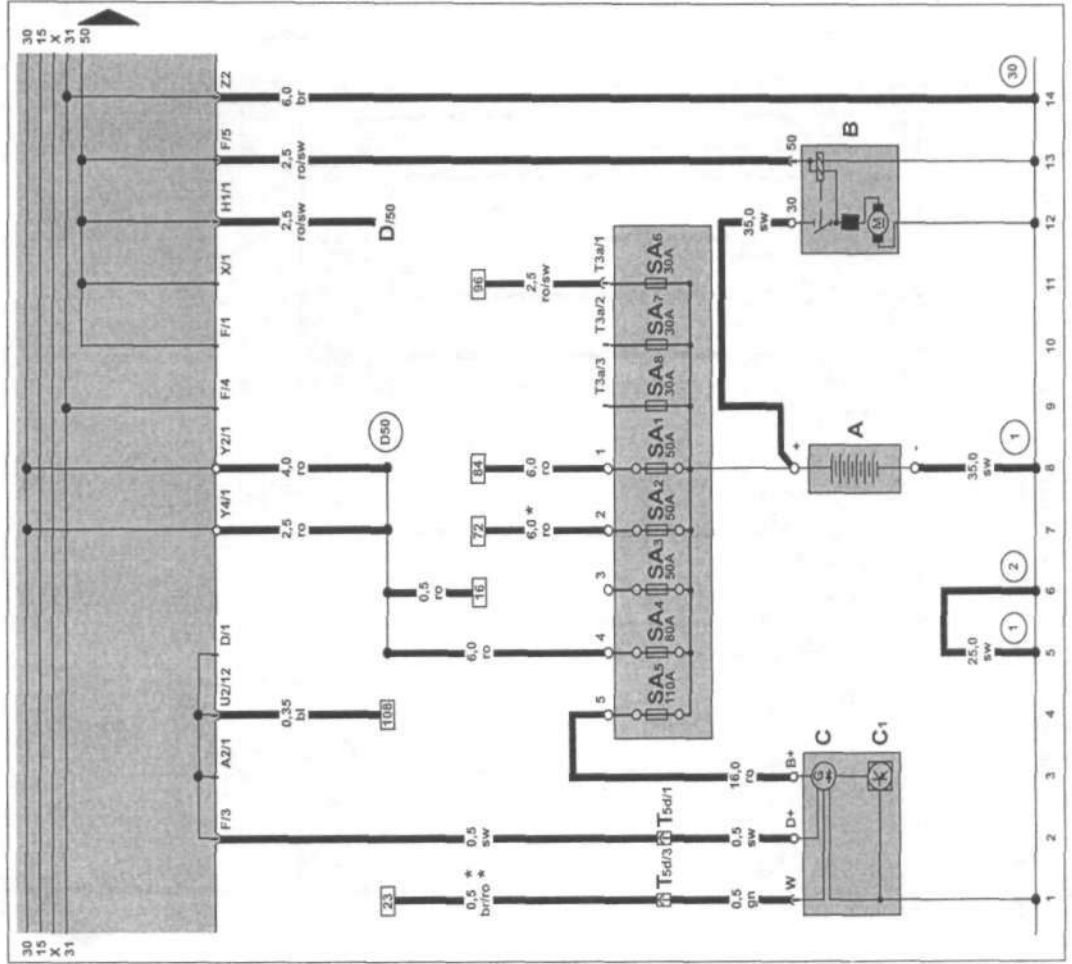 30
15
X
31
30
15
X
31
50
F/3
A2/1
U2/12
D/1
Y4/1
Y2/1
F/4
F/1
X/1
H1/1
F/5
Z2
0,35
bl
2,5
ro
4,0
ro
2,5
ro/sw
2,5
ro/sw
6,0
br
23
108
D50
D/50
0,5 *
br/ro *
0,5
sw
6,0
ro
0,5
ro
16
72
6,0 *
ro
84
6,0
ro
96
2,5
ro/sw
5
4
3
2
1
T3a/3
T3a/2
T3a/1
SA5
110A
SA4
80A
SA3
50A
SA2
50A
SA1
50A
SA8
30A
SA7
30A
SA6
30A
T5d/3
T5d/1
0,5
gn
0,5
sw
16,0
ro
35,0
sw
W
D+
B+
+
30
50
G
C
K
C1
A
M
B
-
25,0
sw
35,0
sw
1
2
1
30
1
2
3
4
5
6
7
8
9
10
11
12
13
14